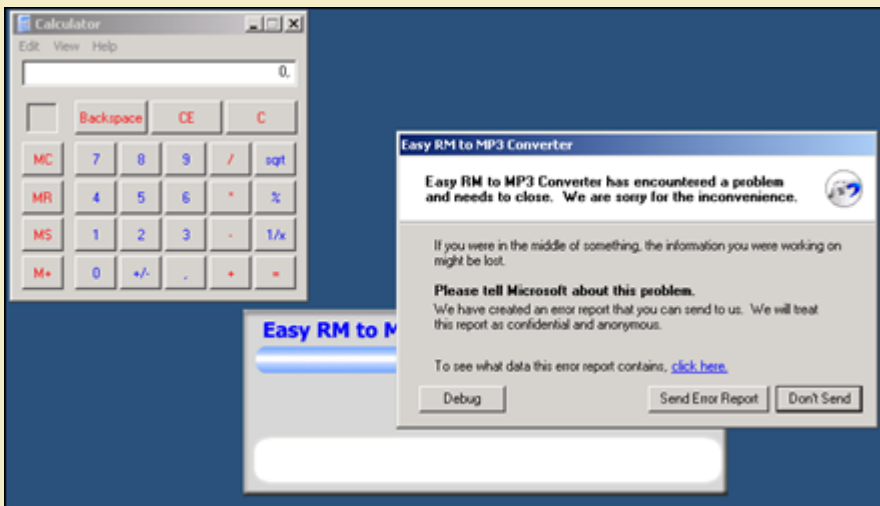 Calculator
Edit View Help
0,
Backspace CE C
MC 7 8 9 / sqrt
MR 4 5 6 * %
MS 1 2 3 - 1/x
M+ 0 +/- , + =
Easy RM to MP3 Converter
Easy RM to MP3 Converter has encountered a problem
and needs to close. We are sorry for the inconvenience.
If you were in the middle of something, the information you were working on
might be lost.
Please tell Microsoft about this problem.
We have created an error report that you can send to us. We will treat
this report as confidential and anonymous.
To see what data this error report contains, click here.
Debug Send Error Report Don't Send
Easy RM to M